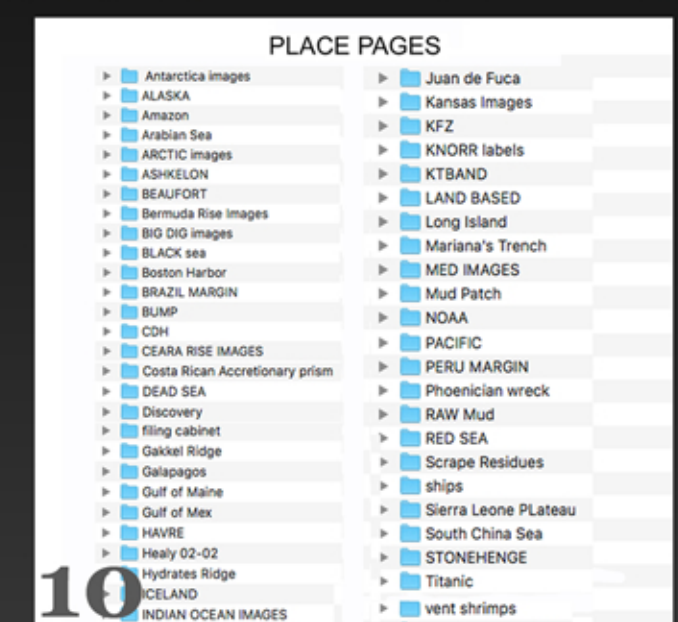 PLACE PAGES
Antarctica images
ALASKA
Amazon
Arabian Sea
ARCTIC images
ASHKELON
BEAUFORT
Bermuda Rise Images
BIG DIG images
BLACK sea
Boston Harbor
BRAZIL MARGIN
BUMP
CDH
CEARA RISE IMAGES
Costa Rican Accretionary prism
DEAD SEA
Discovery
filing cabinet
Gakkel Ridge
Galapagos
Gulf of Maine
Gulf of Mex
HAVRE
Healy 02-02
Hydrates Ridge
ICELAND
INDIAN OCEAN IMAGES
10
Juan de Fuca
Kansas Images
KFZ
KNORR labels
KTBAND
LAND BASED
Long Island
Mariana's Trench
MED IMAGES
Mud Patch
NOAA
PACIFIC
PERU MARGIN
Phoenician wreck
RAW Mud
RED SEA
Scrape Residues
ships
Sierra Leone PLateau
South China Sea
STONEHENGE
Titanic
vent shrimps